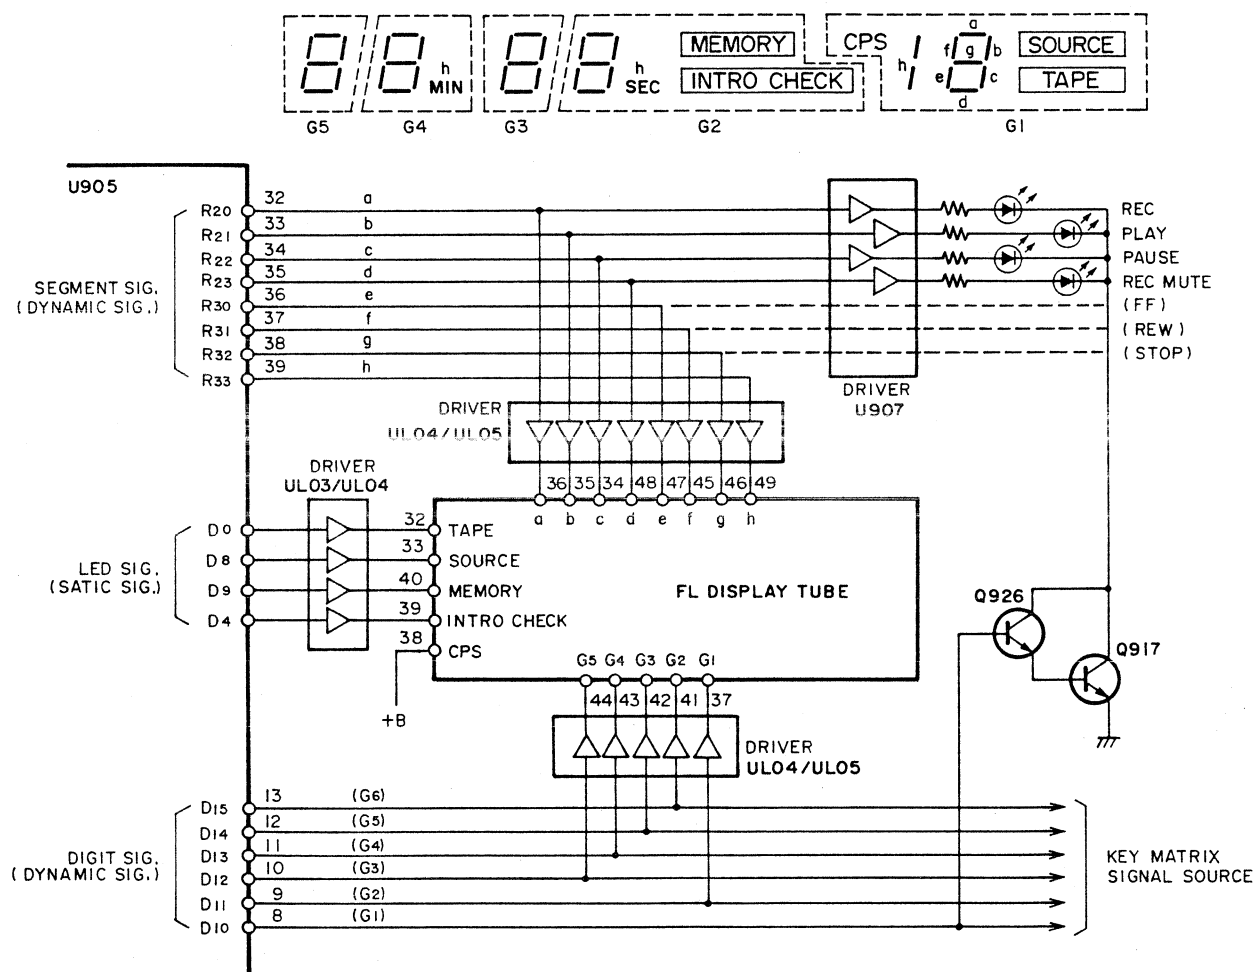 a
CPS
h
f g b
e c
d
SOURCE
TAPE
h
MIN
h
SEC
MEMORY
INTRO CHECK
G5 G4 G3 G2 G1
U905
SEGMENT SIG.
(DYNAMIC SIG.)
R20 32 a
R21 33 b
R22 34 c
R23 35 d
R30 36 e
R31 37 f
R32 38 g
R33 39 h
REC
PLAY
PAUSE
REC MUTE
(FF)
(REW)
(STOP)
DRIVER
U907
DRIVER
UL04/UL05
DRIVER
UL03/UL04
36 35 34 48 47 45 46 49
a b c d e f g h
LED SIG.
(SATIC SIG.)
D0 32 TAPE
D8 33 SOURCE
D9 40 MEMORY
D4 39 INTRO CHECK
38 CPS
+B
FL DISPLAY TUBE
G5 G4 G3 G2 G1
44 43 42 41 37
DRIVER
UL04/UL05
Q926
Q917
DIGIT SIG.
(DYNAMIC SIG.)
D15 13 (G6)
D14 12 (G5)
D13 11 (G4)
D12 10 (G3)
D11 9 (G2)
D10 8 (G1)
KEY MATRIX
SIGNAL SOURCE